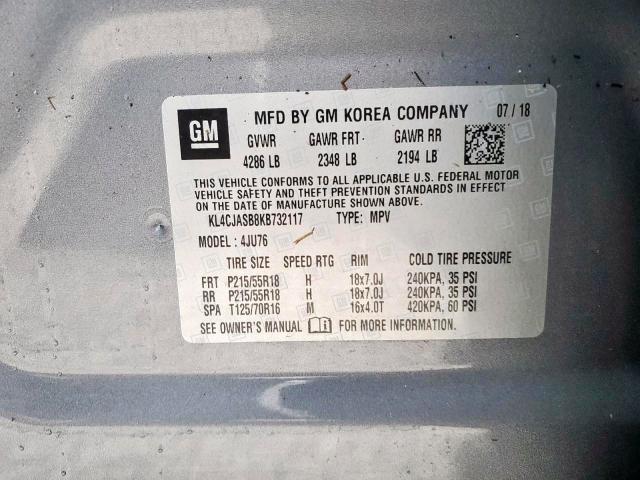 GM MFD BY GM KOREA COMPANY 07 / 18
GVWR GAWR FRT GAWR RR
4286 LB 2348 LB 2194 LB
THIS VEHICLE CONFORMS TO ALL APPLICABLE U.S. FEDERAL MOTOR
VEHICLE SAFETY AND THEFT PREVENTION STANDARDS IN EFFECT
ON THE DATE OF MANUFACTURE SHOWN ABOVE.
KL4CJASB8KB732117 TYPE: MPV
MODEL : 4JU76
TIRE SIZE SPEED RTG RIM COLD TIRE PRESSURE
FRT P215/55R18 H 18x7.0J 240KPA, 35 PSI
RR P215/55R18 H 18x7.0J 240KPA, 35 PSI
SPA T125/70R16 M 16x4.0T 420KPA, 60 PSI
SEE OWNER'S MANUAL FOR MORE INFORMATION.